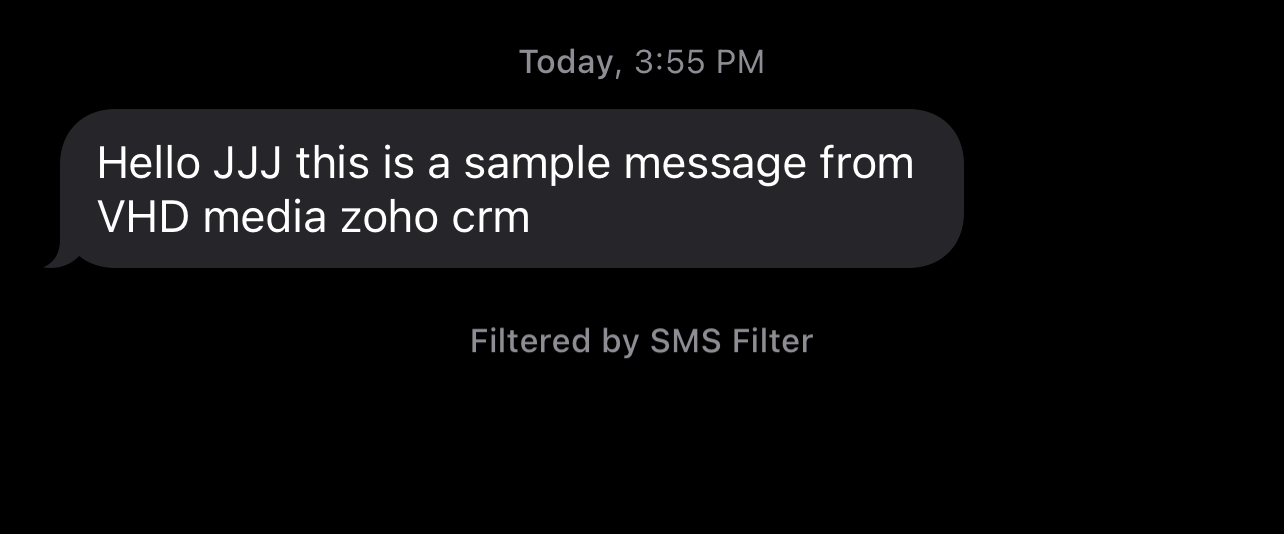 Today, 3:55 PM
Hello JJJ this is a sample message from
VHD media zoho crm
Filtered by SMS Filter